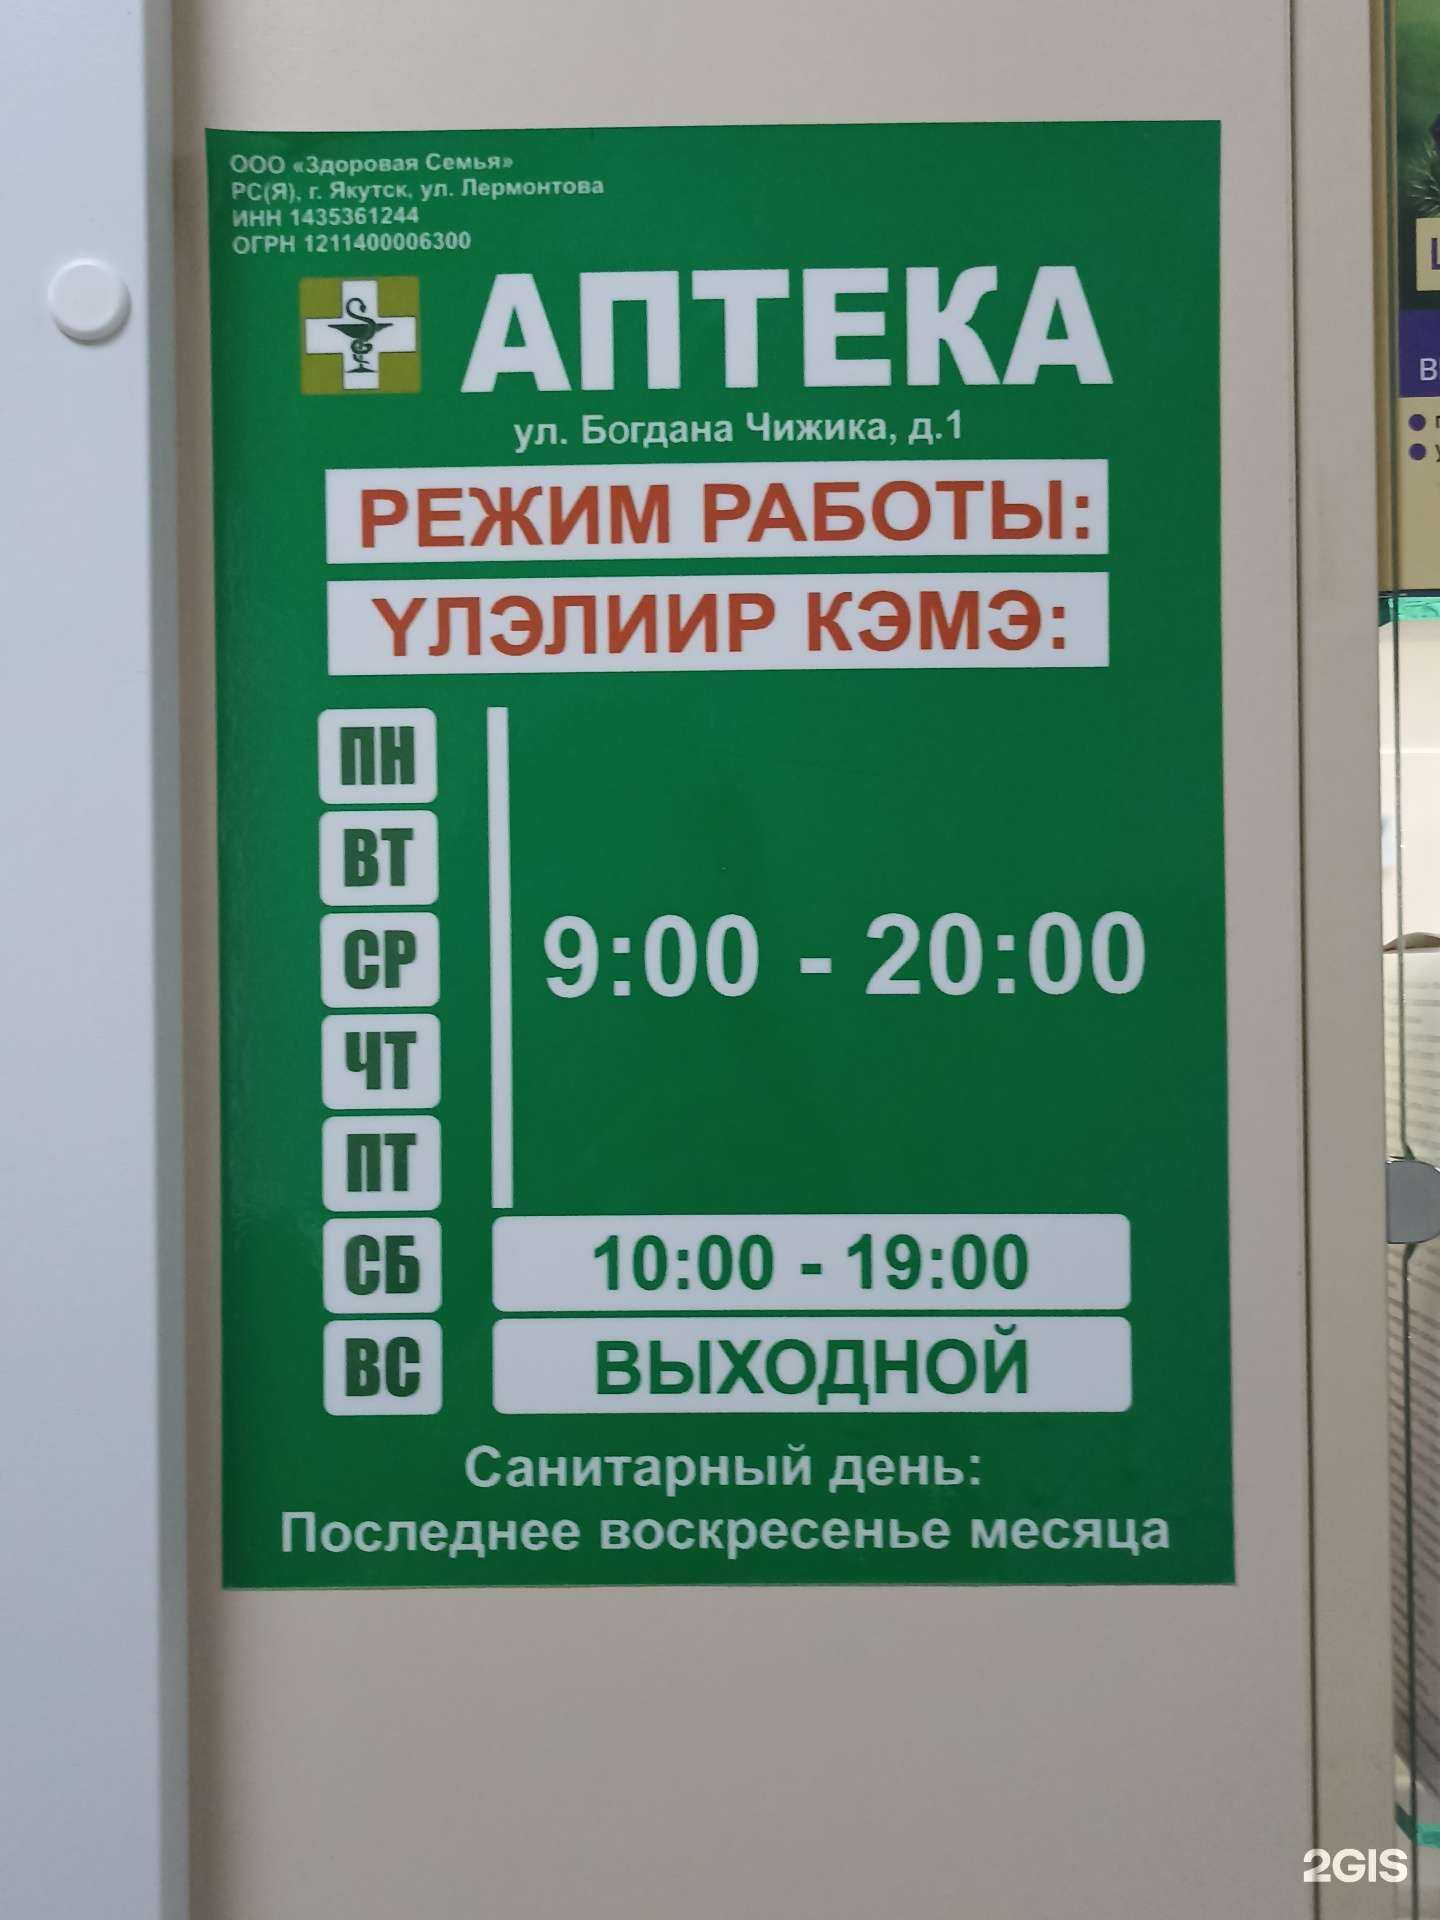 ООО «Здоровая Семья»
РС(Я), г. Якутск, ул. Лермонтова
ИНН 1435361244
ОГРН 1211400006300
АПТЕКА
ул. Богдана Чижика, д.1
РЕЖИМ РАБОТЫ:
ҮЛЭЛИИР КЭМЭ:
ПН
ВТ
СР
ЧТ
ПТ
9:00 - 20:00
СБ 10:00 - 19:00
ВС ВЫХОДНОЙ
Санитарный день:
Последнее воскресенье месяца
2GIS